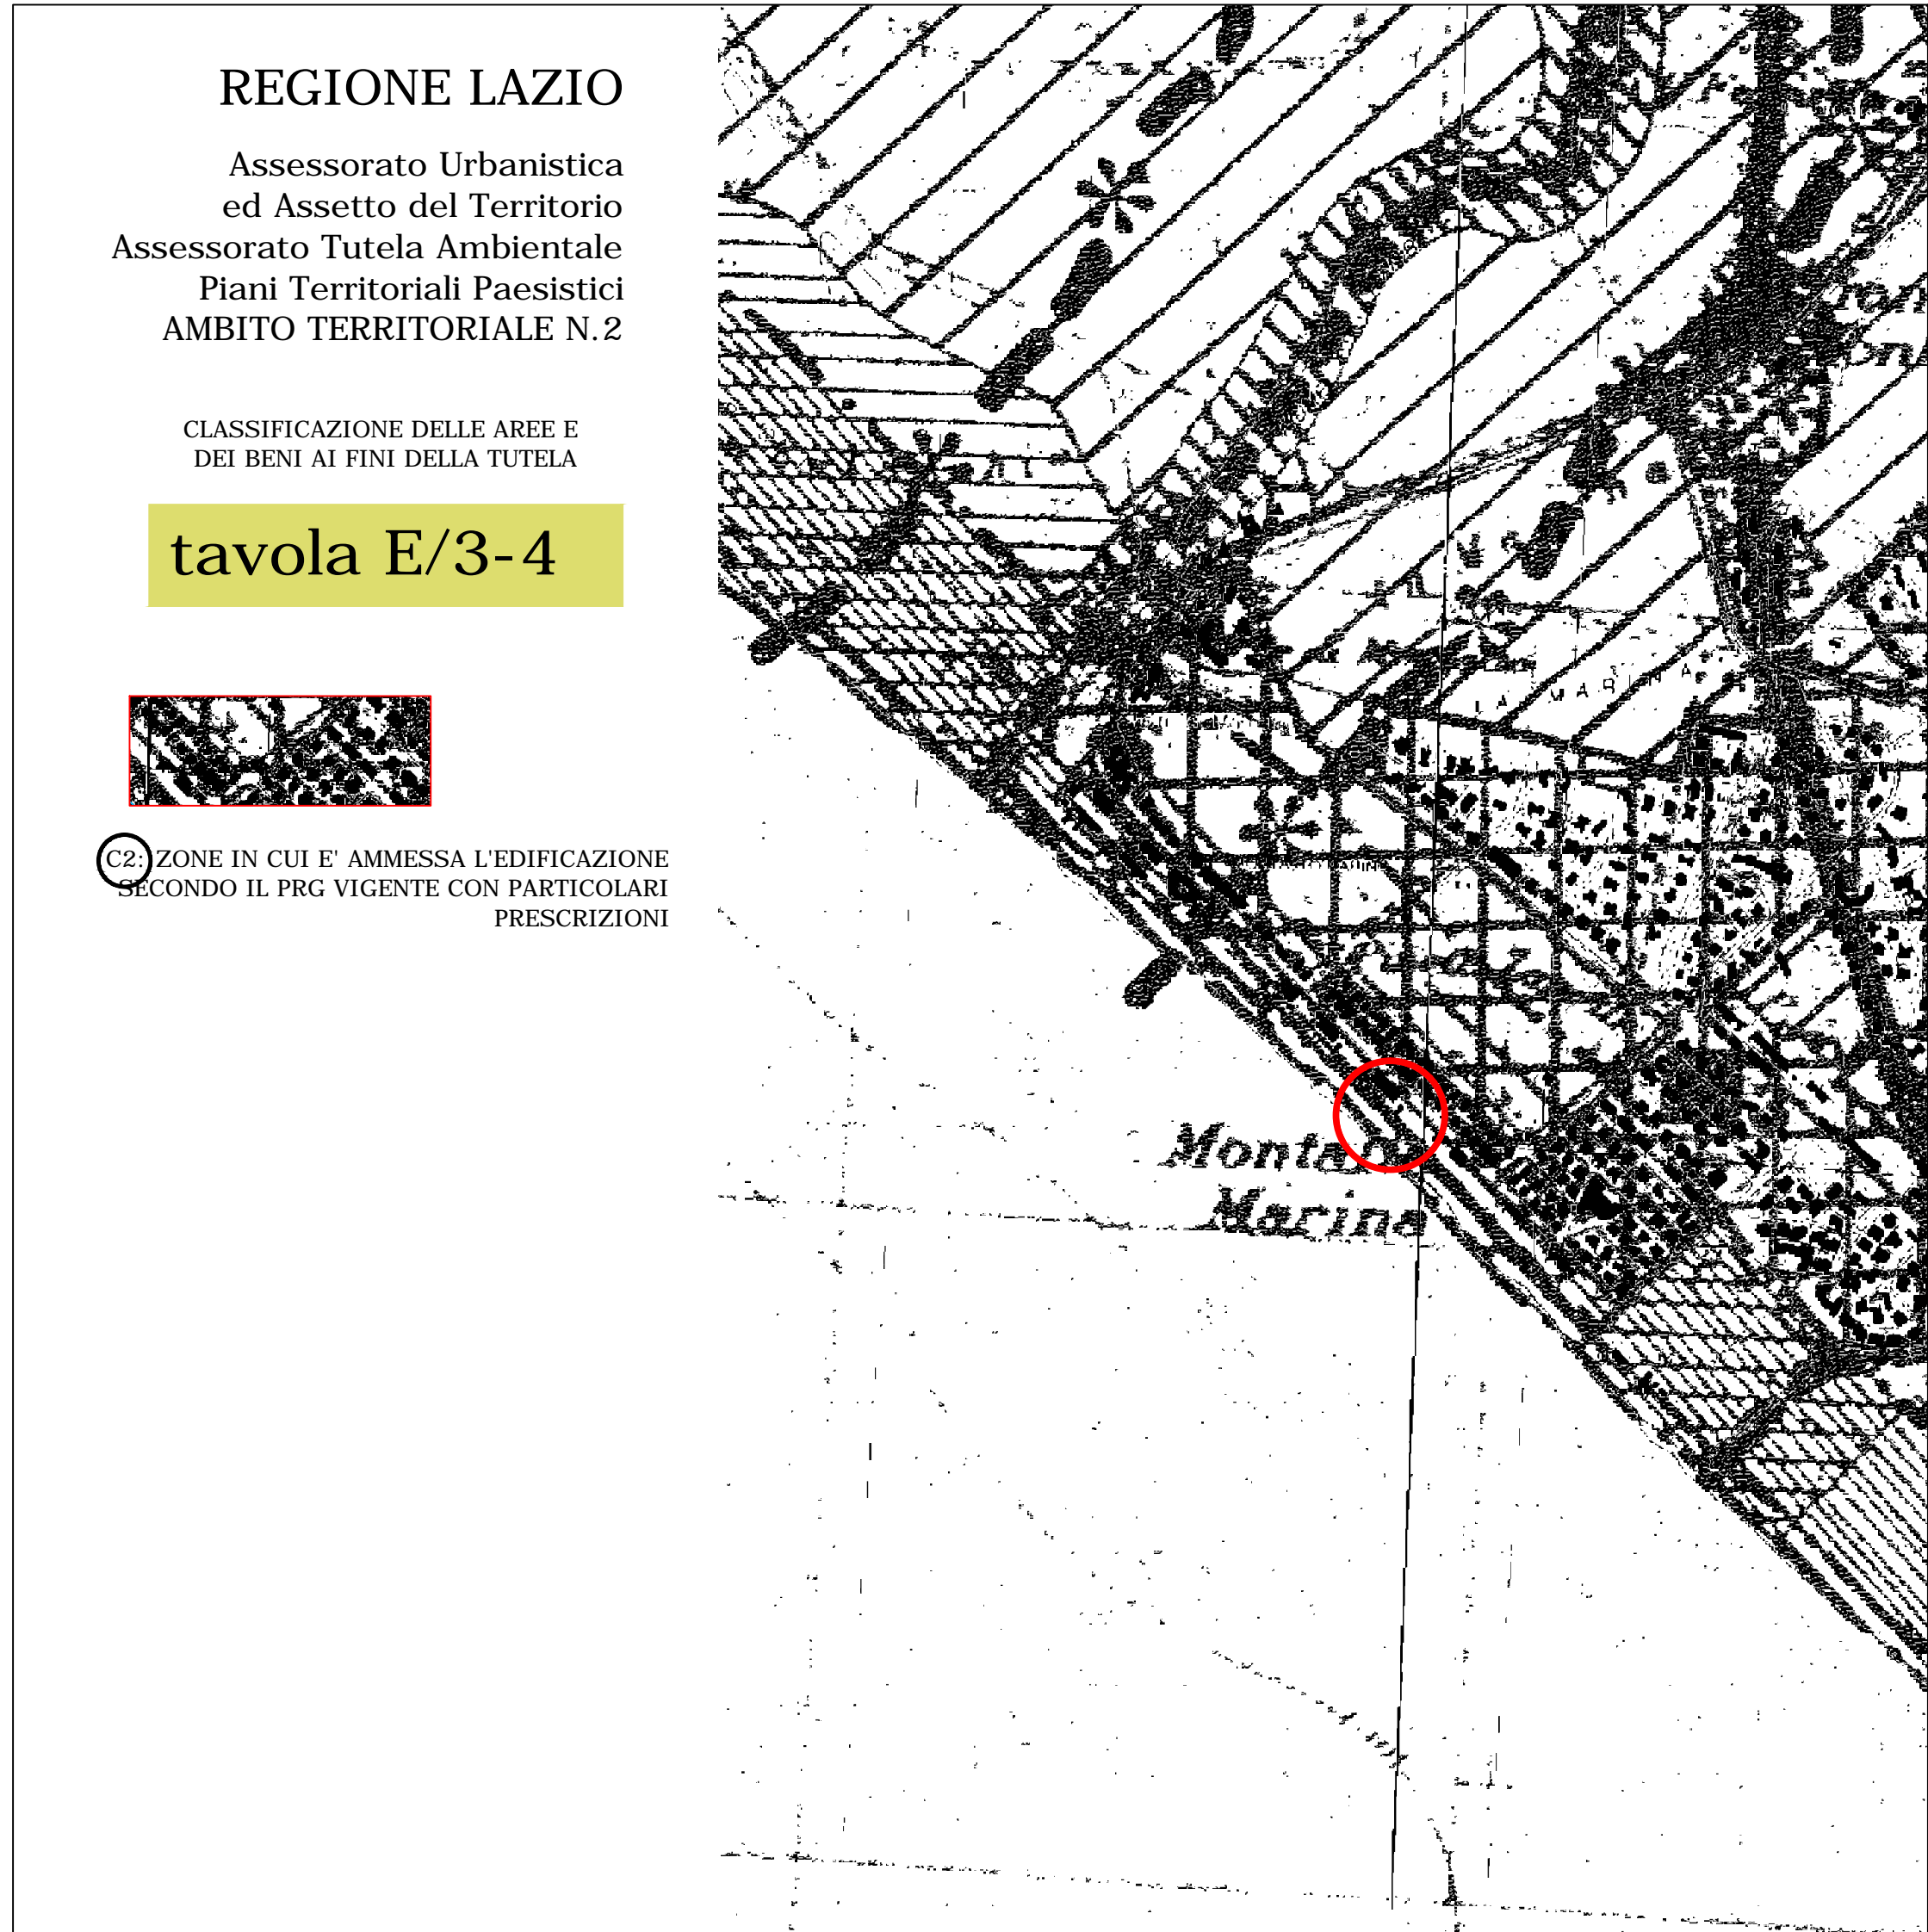 REGIONE LAZIO
Assessorato Urbanistica
ed Assetto del Territorio
Assessorato Tutela Ambientale
Piani Territoriali Paesistici
AMBITO TERRITORIALE N.2
CLASSIFICAZIONE DELLE AREE E
DEI BENI AI FINI DELLA TUTELA
tavola E/3-4
C2: ZONE IN CUI E' AMMESSA L'EDIFICAZIONE
SECONDO IL PRG VIGENTE CON PARTICOLARI
PRESCRIZIONI
LA MARINA
Marina